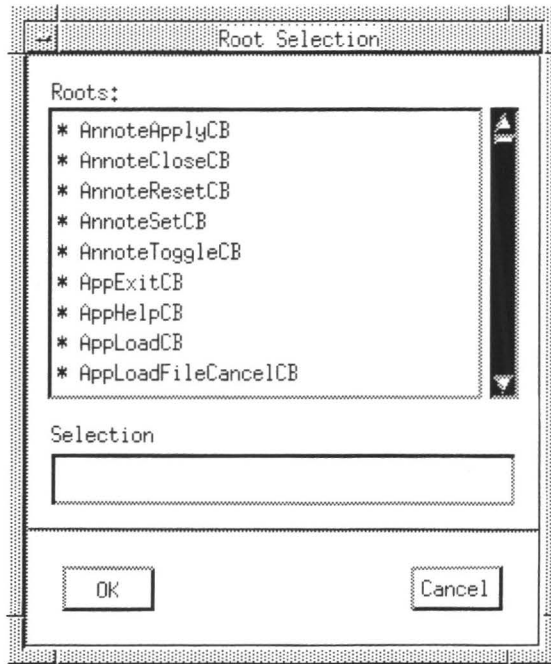 Root Selection
Roots:
* AnnoteApplyCB
* AnnoteCloseCB
* AnnoteResetCB
* AnnoteSetCB
* AnnoteToggleCB
* AppExitCB
* AppHelpCB
* AppLoadCB
* AppLoadFileCancelCB
Selection
OK
Cancel